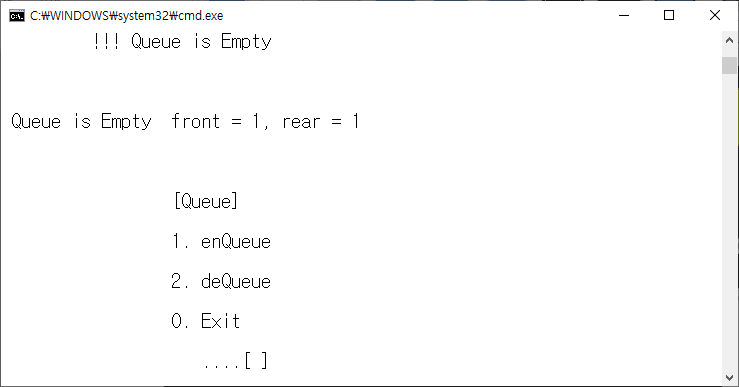 C:₩WINDOWS₩system32₩cmd.exe
!!! Queue is Empty
Queue is Empty  front = 1, rear = 1
[Queue]
1. enQueue
2. deQueue
0. Exit
....[ ]